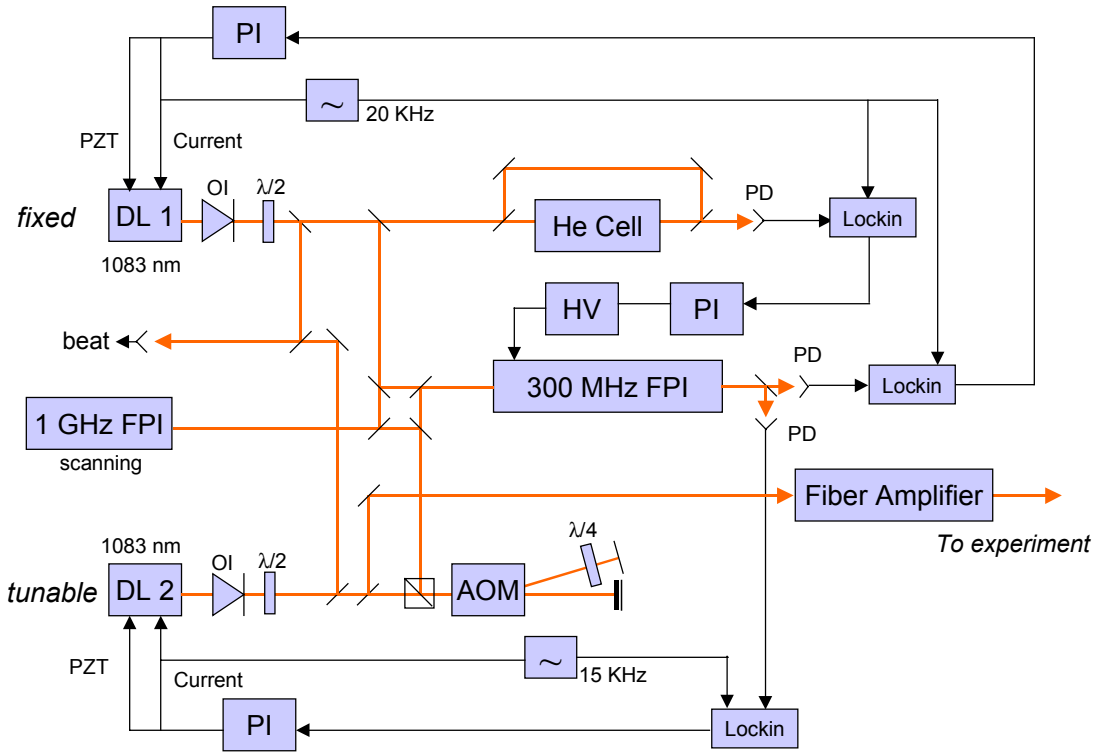 PI
~
20 KHz
PZT
Current
OI
λ/2
PD
fixed
DL 1
He Cell
Lockin
1083 nm
HV
PI
beat
PD
300 MHz FPI
Lockin
1 GHz FPI
PD
scanning
Fiber Amplifier
λ/4
To experiment
1083 nm
OI
λ/2
tunable
DL 2
AOM
PZT
~
15 KHz
Current
PI
Lockin